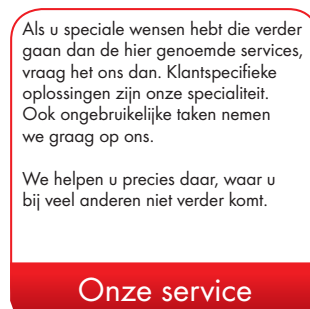 Als u speciale wensen hebt die verder
gaan dan de hier genoemde services,
vraag het ons dan. Klantspecifieke
oplossingen zijn onze specialiteit.
Ook ongebruikelijke taken nemen
we graag op ons.
We helpen u precies daar, waar u
bij veel anderen niet verder komt.
Onze service